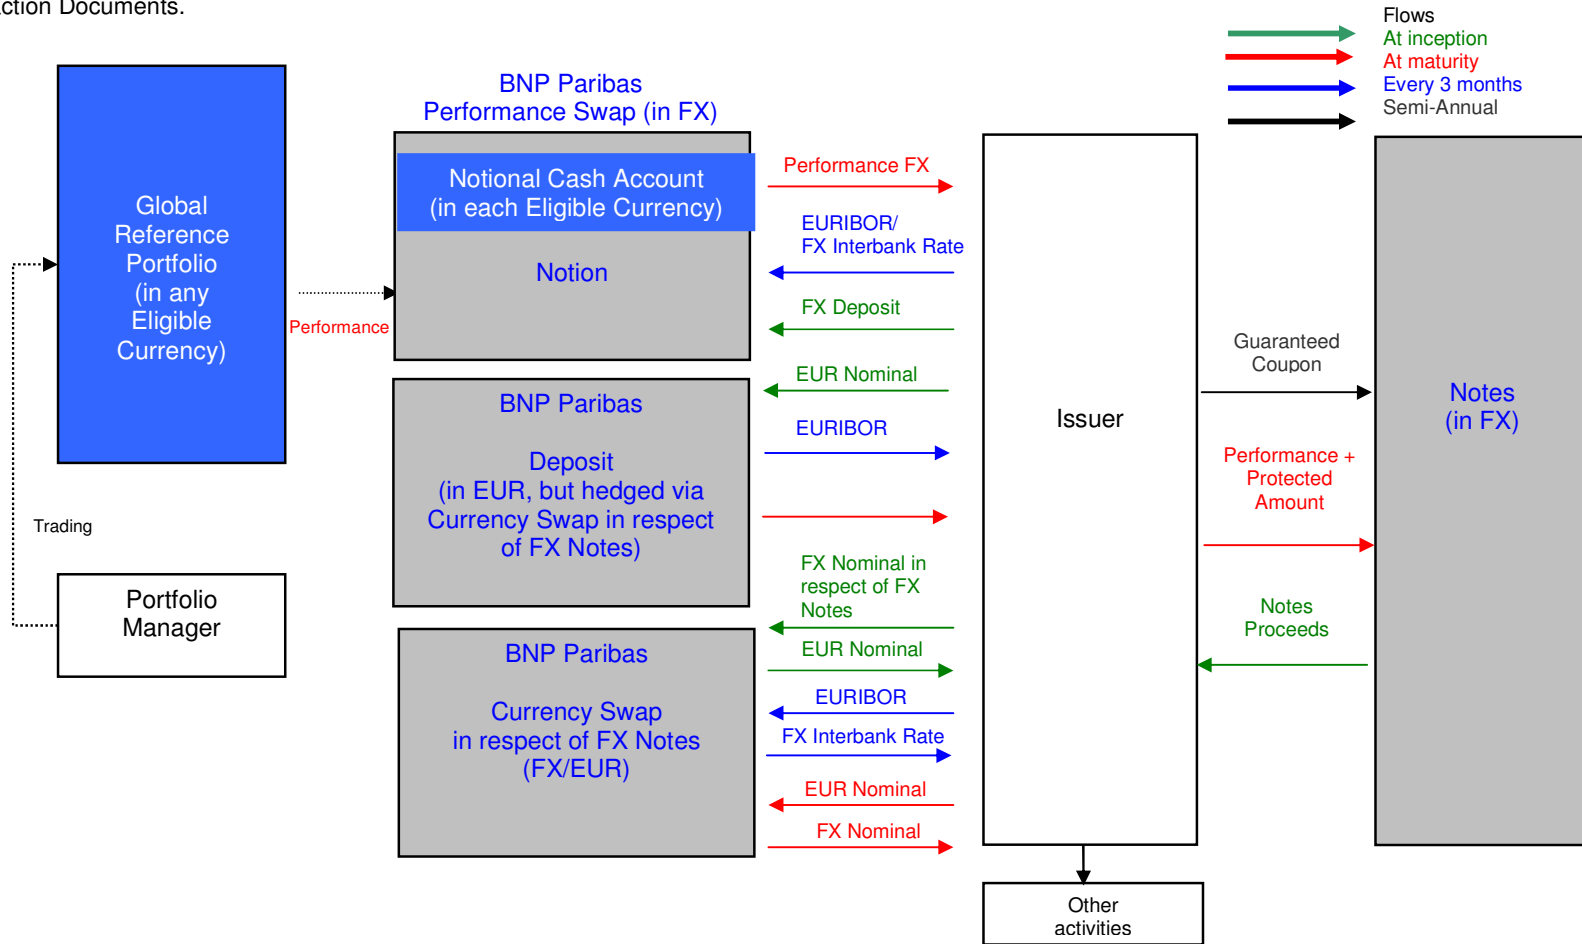 ction Documents.
Flows
At inception
At maturity
Every 3 months
Semi-Annual
BNP Paribas
Performance Swap (in FX)
Global
Reference
Portfolio
(in any
Eligible
Currency)
Performance
Notional Cash Account
(in each Eligible Currency)
Notion
Performance FX
EURIBOR/
FX Interbank Rate
FX Deposit
EUR Nominal
BNP Paribas
Deposit
(in EUR, but hedged via
Currency Swap in respect
of FX Notes)
EURIBOR
FX Nominal in
respect of FX
Notes
EUR Nominal
BNP Paribas
Currency Swap
in respect of FX Notes
(FX/EUR)
EURIBOR
FX Interbank Rate
EUR Nominal
FX Nominal
Trading
Portfolio
Manager
Issuer
Guaranteed
Coupon
Performance +
Protected
Amount
Notes
Proceeds
Notes
(in FX)
Other
activities